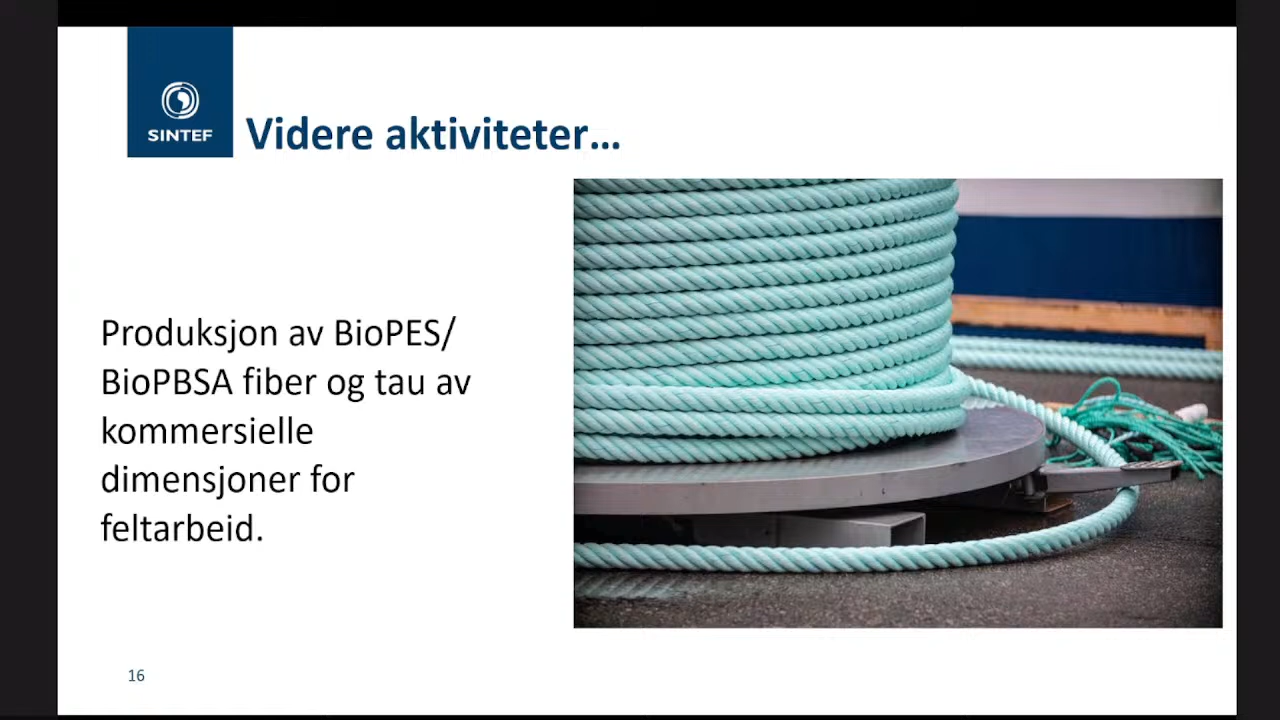 SINTEF
Videre aktiviteter…
Produksjon av BioPES/
BioPBSA fiber og tau av
kommersielle
dimensjoner for
feltarbeid.
16